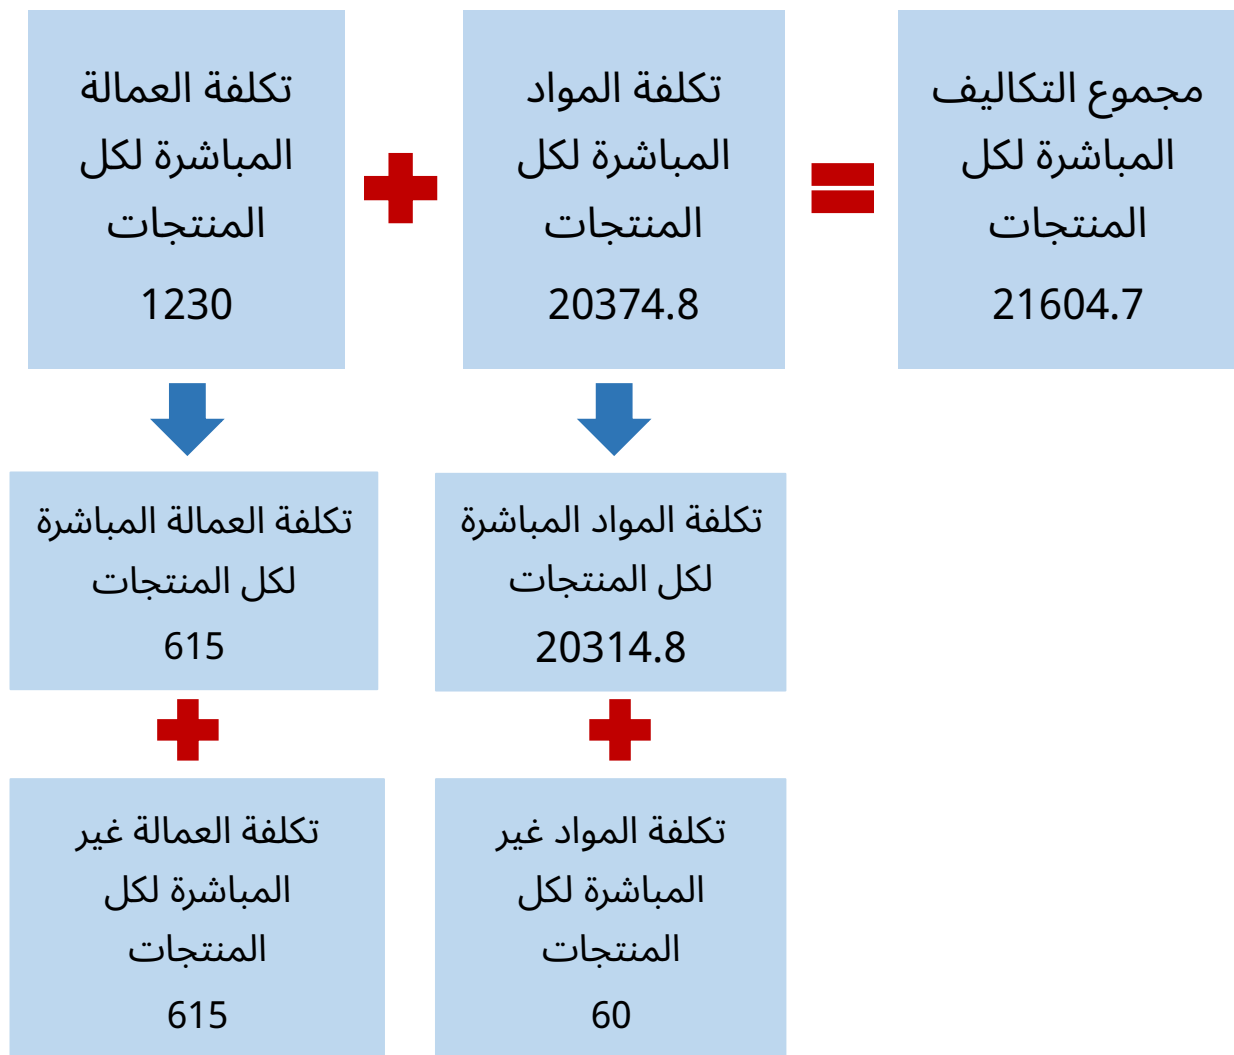 تكلفة العمالة
المباشرة لكل
المنتجات
1230
تكلفة المواد
المباشرة لكل
المنتجات
20374.8
مجموع التكاليف
المباشرة لكل
المنتجات
21604.7
تكلفة العمالة المباشرة
لكل المنتجات
615
تكلفة المواد المباشرة
لكل المنتجات
20314.8
تكلفة العمالة غير
المباشرة لكل
المنتجات
615
تكلفة المواد غير
المباشرة لكل
المنتجات
60